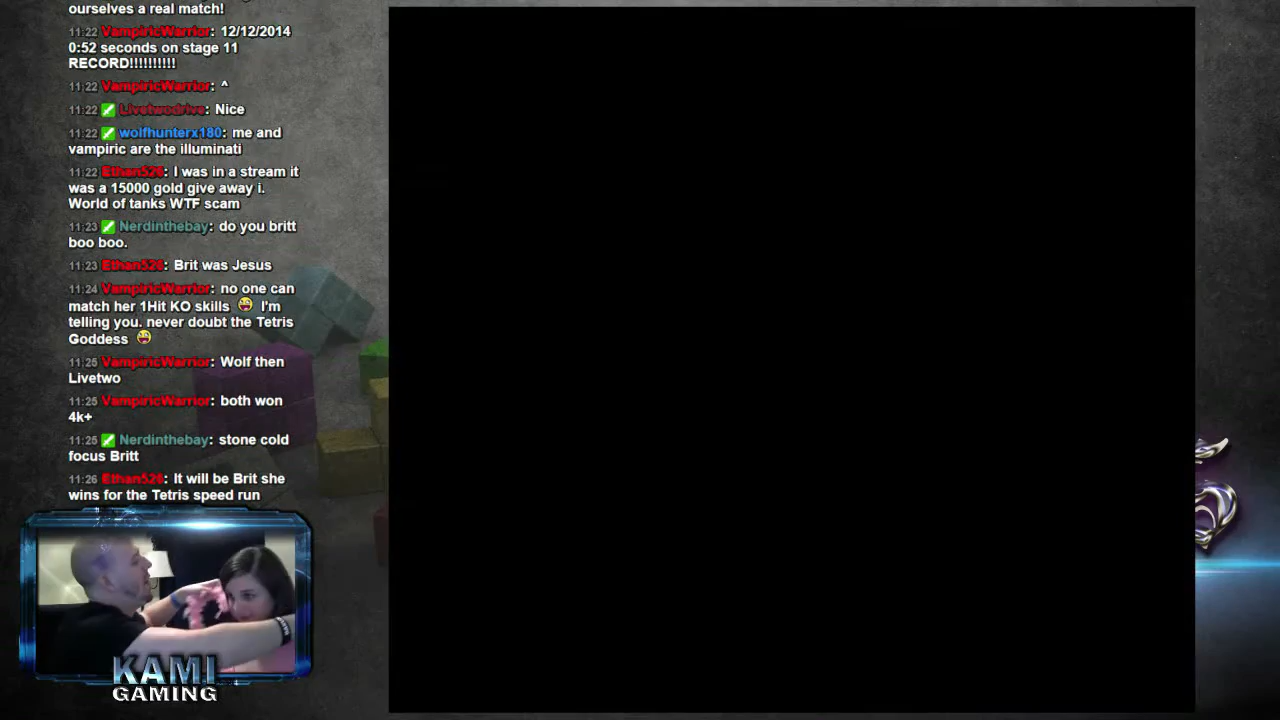 ourselves a real match!
11:22 VampiricWarrior: 12/12/2014
0:52 seconds on stage 11
RECORD!!!!!!!!!!
11:22 VampiricWarrior: ^
11:22 Livetwodrive: Nice
11:22 wolfhunterx180: me and
vampiric are the illuminati
11:22 Ethan526: I was in a stream it
was a 15000 gold give away i.
World of tanks WTF scam
11:23 Nerdinthebay: do you britt
boo boo.
11:23 Ethan526: Brit was Jesus
11:24 VampiricWarrior: no one can
match her 1Hit KO skills I'm
telling you. never doubt the Tetris
Goddess
11:25 VampiricWarrior: Wolf then
Livetwo
11:25 VampiricWarrior: both won
4k+
11:25 Nerdinthebay: stone cold
focus Britt
11:26 Ethan526: It will be Brit she
wins for the Tetris speed run
KAMI
GAMING